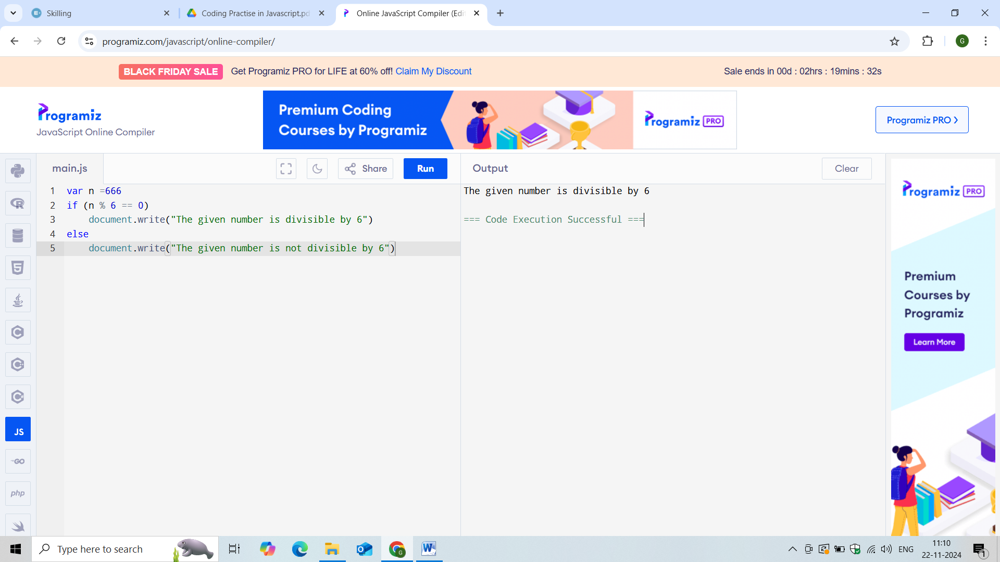 Skilling
Coding Practise in Javascript.pd
Online JavaScript Compiler (Edi
programiz.com/javascript/online-compiler/
G
BLACK FRIDAY SALE Get Programiz PRO for LIFE at 60% off! Claim My Discount
Sale ends in 00d : 02hrs : 19mins : 32s
Programiz
JavaScript Online Compiler
Premium Coding
Courses by Programiz
Programiz PRO
Programiz PRO ❯
main.js
Share
Run
Output
Clear
1 var n =666
2 if (n % 6 == 0)
3 document.write("The given number is divisible by 6")
4 else
5 document.write("The given number is not divisible by 6")
The given number is divisible by 6
=== Code Execution Successful ===
Programiz PRO
Premium
Courses by
Programiz
Learn More
JS
GO
php
Type here to search
ENG
11:10
22-11-2024
1